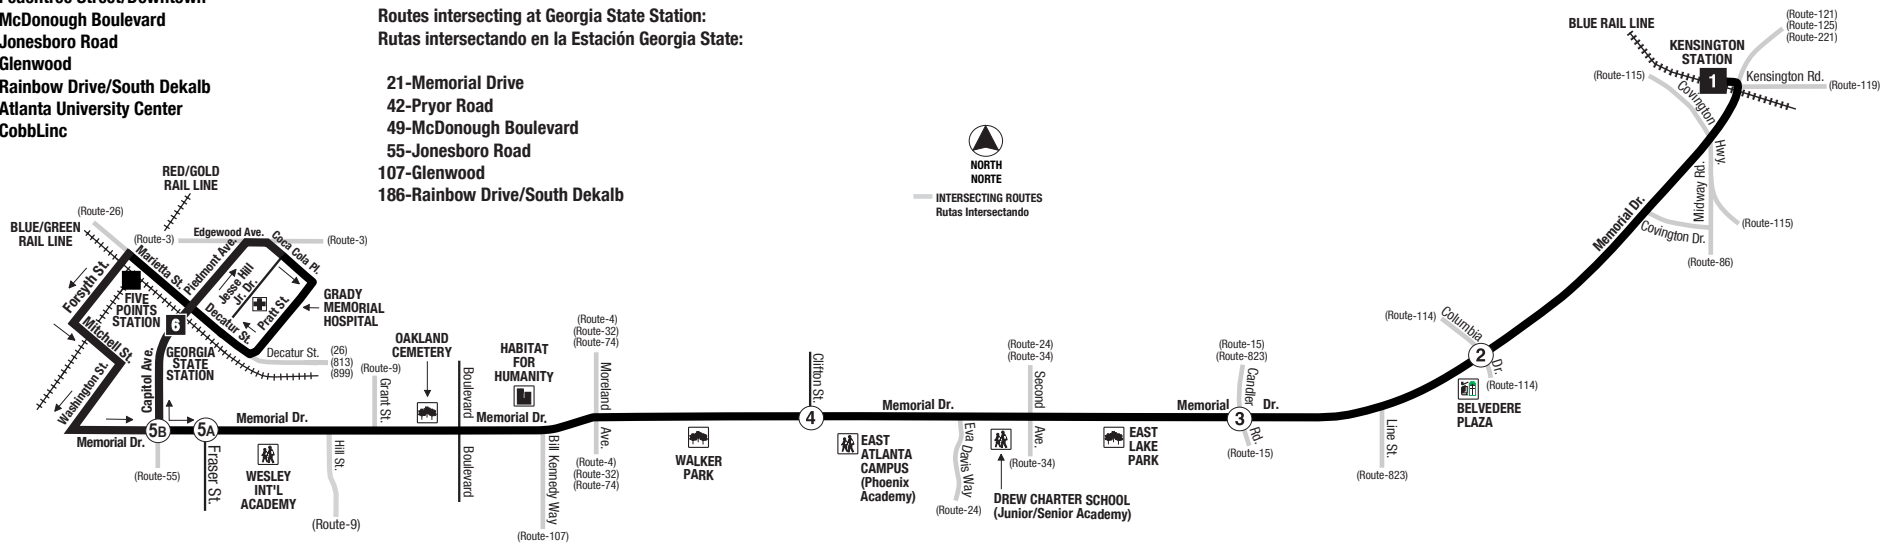 Peachtree Street/Downtown
McDonough Boulevard
Jonesboro Road
Glenwood
Rainbow Drive/South Dekalb
Atlanta University Center
CobbLinc
Routes intersecting at Georgia State Station:
Rutas intersectando en la Estación Georgia State:
21-Memorial Drive
42-Pryor Road
49-McDonough Boulevard
55-Jonesboro Road
107-Glenwood
186-Rainbow Drive/South Dekalb
NORTH
NORTE
INTERSECTING ROUTES
Rutas Intersectando
RED/GOLD
RAIL LINE
(Route-26)
BLUE/GREEN
RAIL LINE
(Route-3)
Edgewood Ave.
(Route-3)
Marietta St.
Piedmont Ave.
Coca Cola Pl.
Jesse Hill
Jr. Dr.
Forsyth St.
FIVE
POINTS
STATION
6
Decatur St.
Pratt St.
GRADY
MEMORIAL
HOSPITAL
Mitchell St.
GEORGIA
STATE
STATION
Capitol Ave.
Washington St.
Decatur St.
(26)
(813)
(899)
(Route-9)
Grant St.
OAKLAND
CEMETERY
Boulevard
HABITAT
FOR
HUMANITY
(Route-4)
(Route-32)
(Route-74)
Moreland
Ave.
Memorial Dr.
5B
5A
Memorial Dr.
Memorial Dr.
(Route-55)
Fraser St.
WESLEY
INT'L
ACADEMY
Hill St.
(Route-9)
Boulevard
Bill Kennedy Way
(Route-107)
(Route-4)
(Route-32)
(Route-74)
WALKER
PARK
Clifton St.
4
Memorial Dr.
EAST
ATLANTA
CAMPUS
(Phoenix
Academy)
Eva Davis Way
(Route-24)
(Route-24)
(Route-34)
Second
Ave.
(Route-34)
DREW CHARTER SCHOOL
(Junior/Senior Academy)
EAST
LAKE
PARK
(Route-15)
(Route-823)
Candler
Rd.
Memorial
3
Dr.
(Route-15)
Line St.
(Route-823)
(Route-114)
Columbia
Dr.
2
(Route-114)
BELVEDERE
PLAZA
Memorial Dr.
BLUE RAIL LINE
KENSINGTON
STATION
1
(Route-121)
(Route-125)
(Route-221)
Kensington Rd.
(Route-119)
(Route-115)
Covington
Hwy.
Midway Rd.
Covington Dr.
(Route-115)
(Route-86)